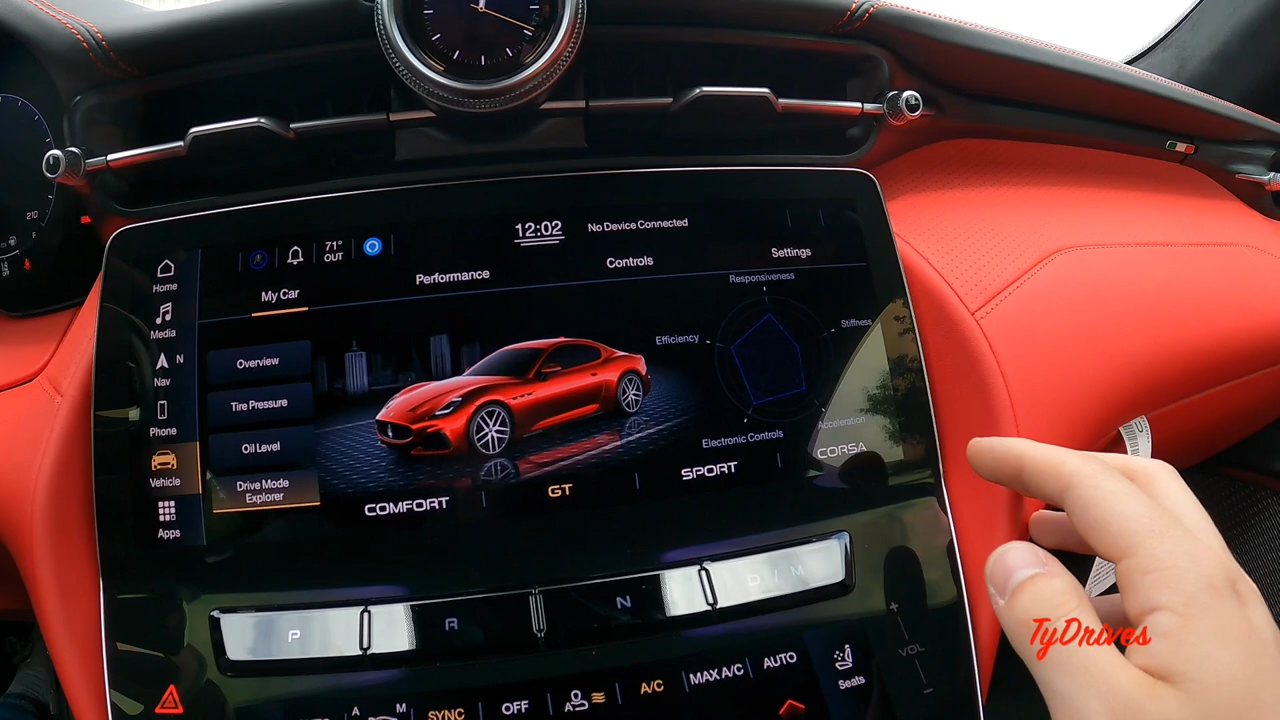 210
F
12:02
No Device Connected
71°
OUT
Home
Media
N
Nav
Phone
Vehicle
Apps
My Car
Performance
Controls
Settings
Overview
Tire Pressure
Oil Level
Drive Mode
Explorer
Responsiveness
Stiffness
Efficiency
Acceleration
Electronic Controls
COMFORT
GT
SPORT
CORSA
P
R
N
D / M
+
VOL
−
A
M
SYNC
OFF
A/C
MAX A/C
AUTO
Seats
TyDrives